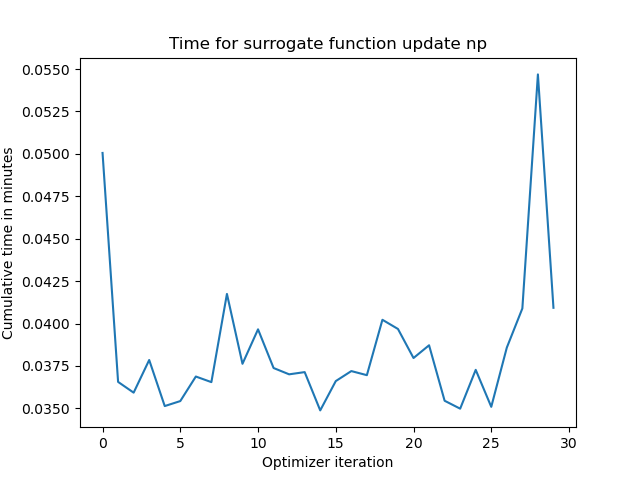 Time for surrogate function update np
Cumulative time in minutes
0.0550
0.0525
0.0500
0.0475
0.0450
0.0425
0.0400
0.0375
0.0350
0 5 10 15 20 25 30
Optimizer iteration